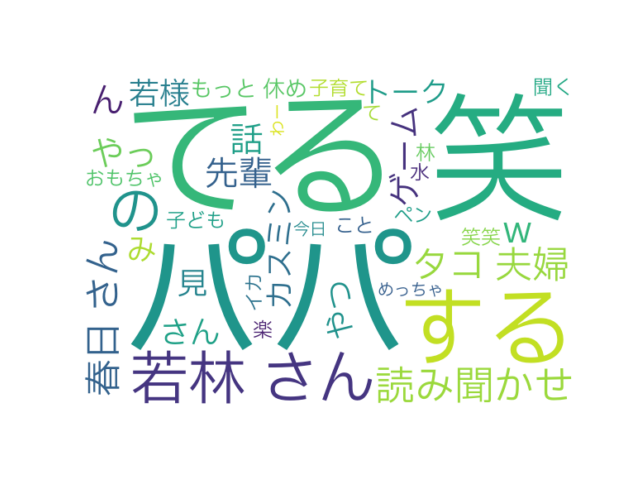 ん
若様
もっと
休め
子育て
トーク
聞く
てる
笑
わー
て
話
ゲーム
やっ
先輩
林
水
おもちゃ
の
子ども
カスミン
今日
こと
ペン
笑笑
w
み
パパ
タコ
夫婦
春日 さん
見
イカ
やつ
めっちゃ
する
さん
楽
若林 さん
読み聞かせ